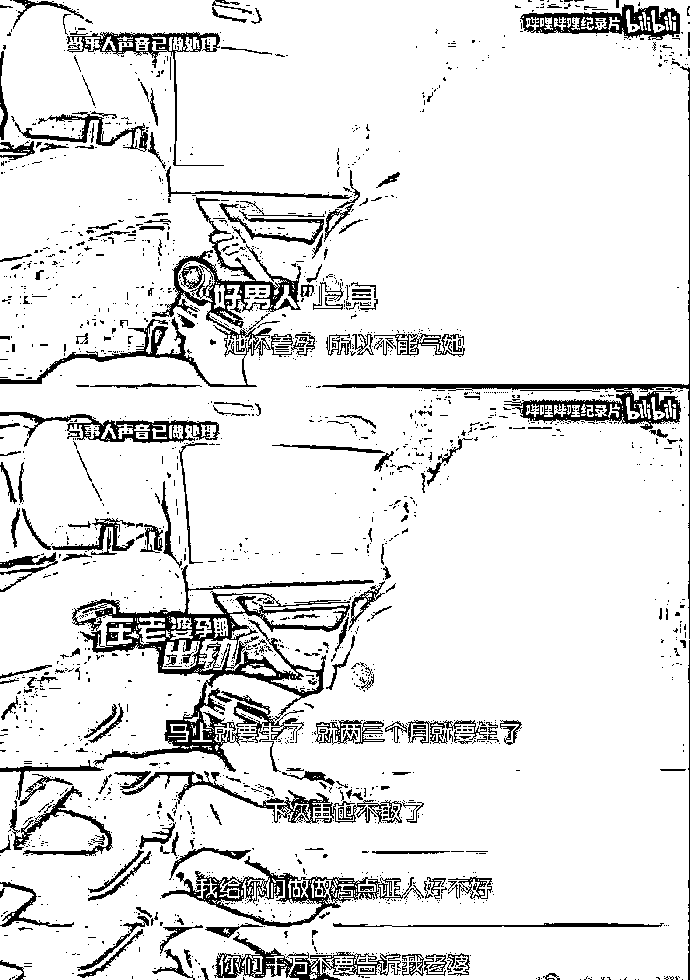 哔哩哔哩纪录片 bilibili
当事人声音已做处理
“好男人”上身
她怀着孕 所以不能气她
哔哩哔哩纪录片 bilibili
当事人声音已做处理
在老婆孕期
出轨
马上就要生了 就两三个月就要生了
下次再也不敢了
我给你们做做污点证人好不好
你们千万不要告诉我老婆